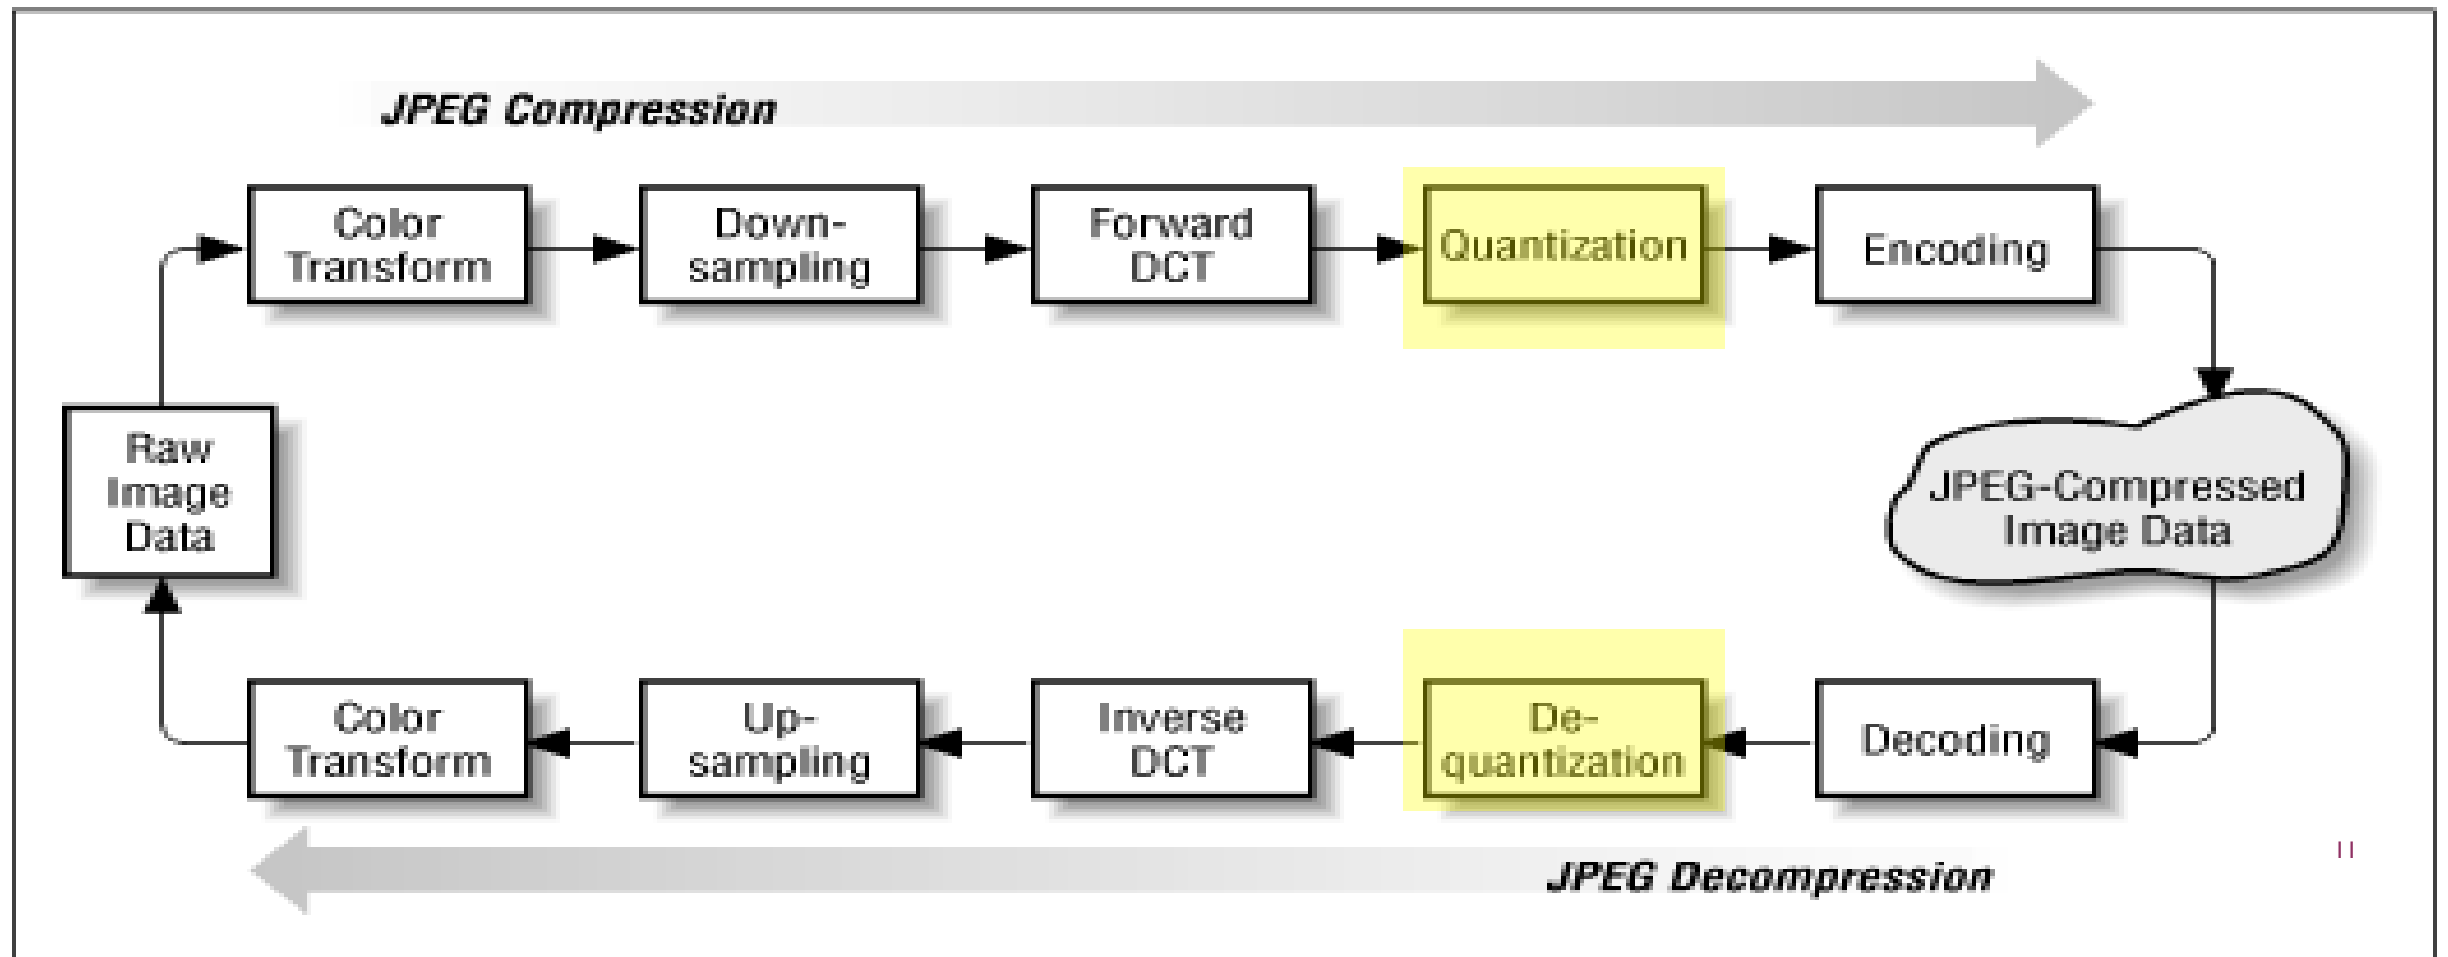 JPEG Compression
Color
Transform
Down-
sampling
Forward
DCT
Quantization
Encoding
Raw
Image
Data
JPEG-Compressed
Image Data
Color
Transform
Up-
sampling
Inverse
DCT
De-
quantization
Decoding
11
JPEG Decompression